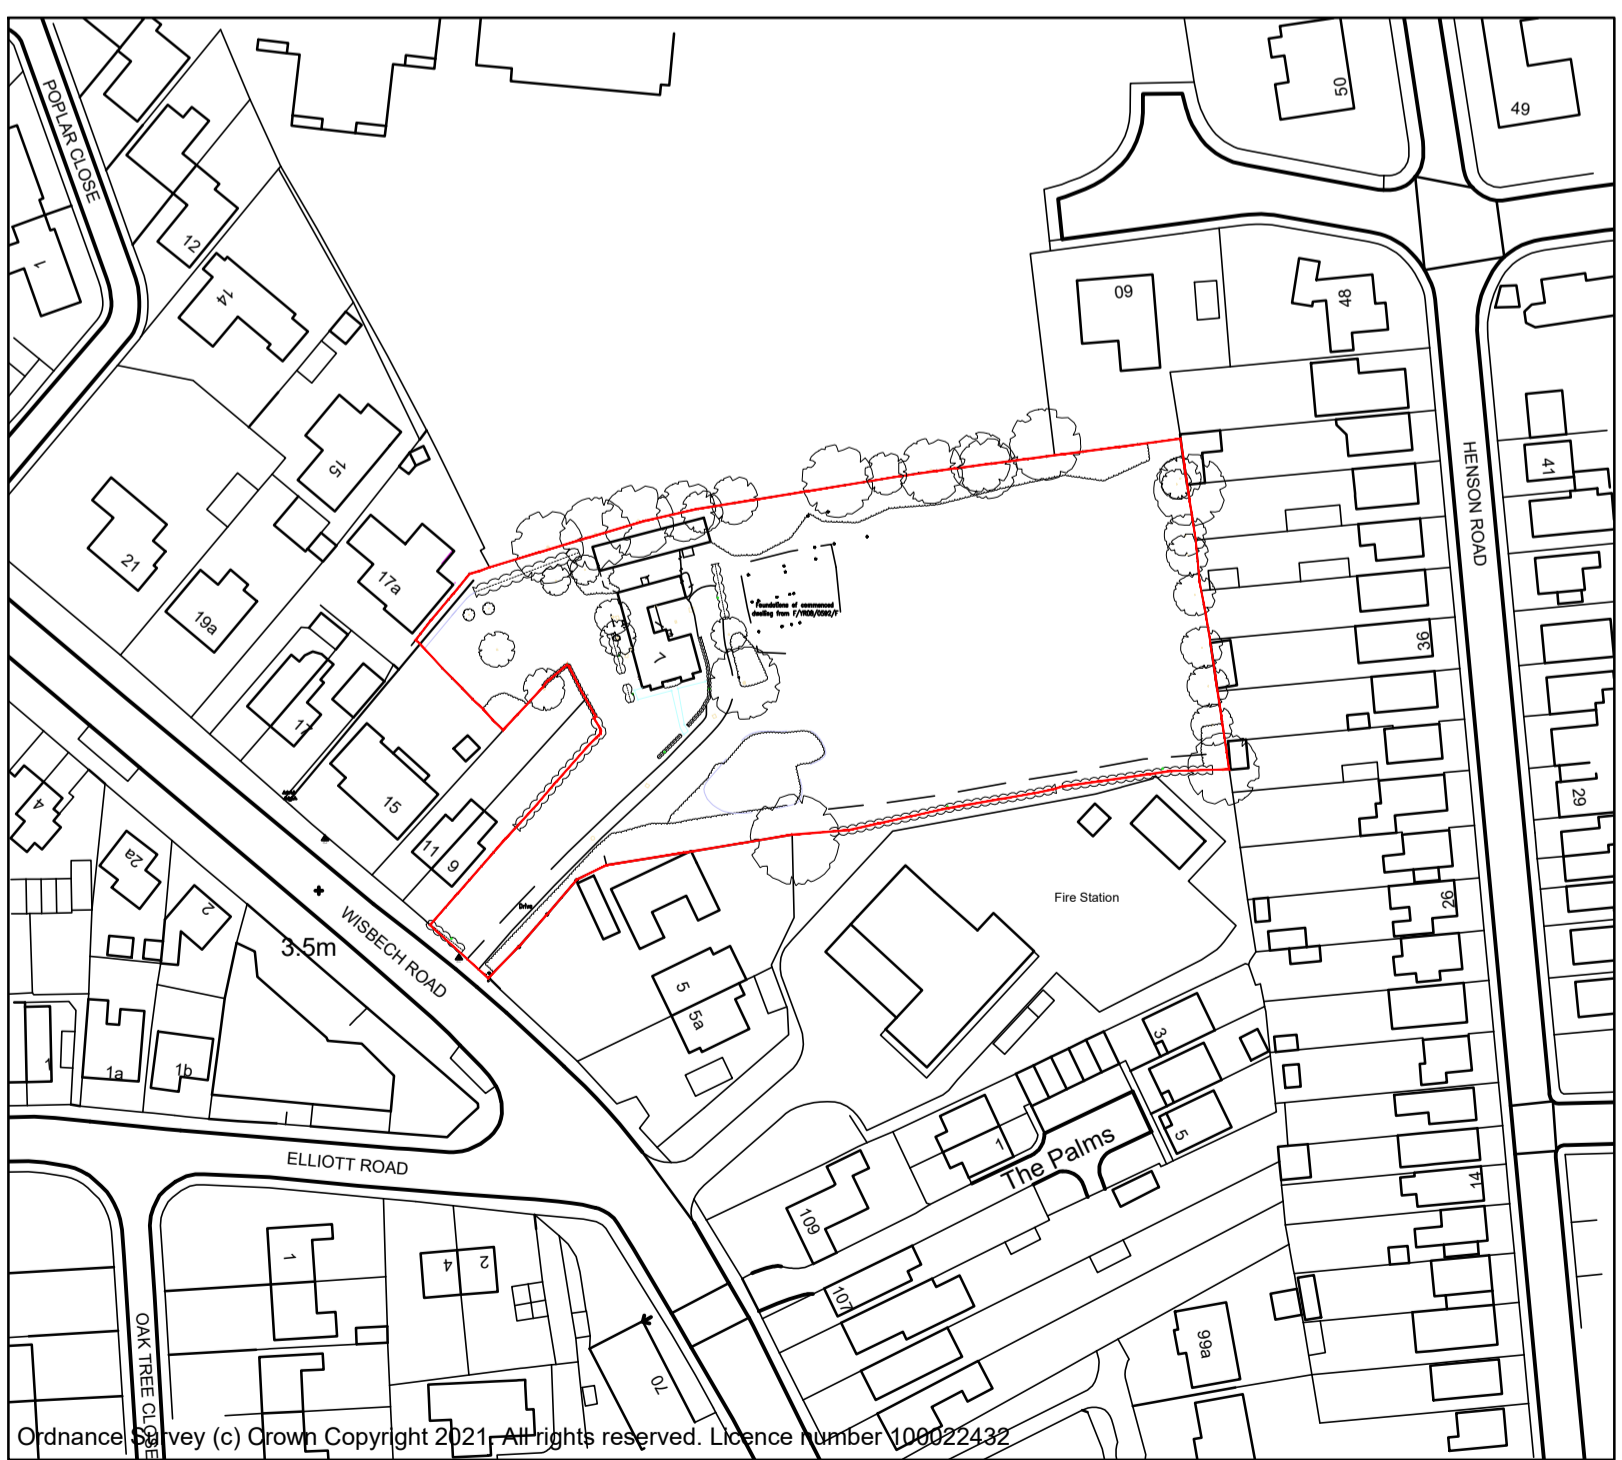 POPLAR CLOSE
50
49
12
1
14
60
48
15
HENSON ROAD
41
21
17a
19a
Foundations of commenced
dwelling from F/YR08/0592/F
7
36
17
15
4
2a
11
9
29
2
Drive
Fire Station
26
WISBECH ROAD
3.5m
5
5a
1
1a
1b
3
1
5
The Palms
ELLIOTT ROAD
14
109
1
4
2
107
OAK TREE CLOSE
99a
70
Ordnance Survey (c) Crown Copyright 2021. All rights reserved. Licence number 100022432